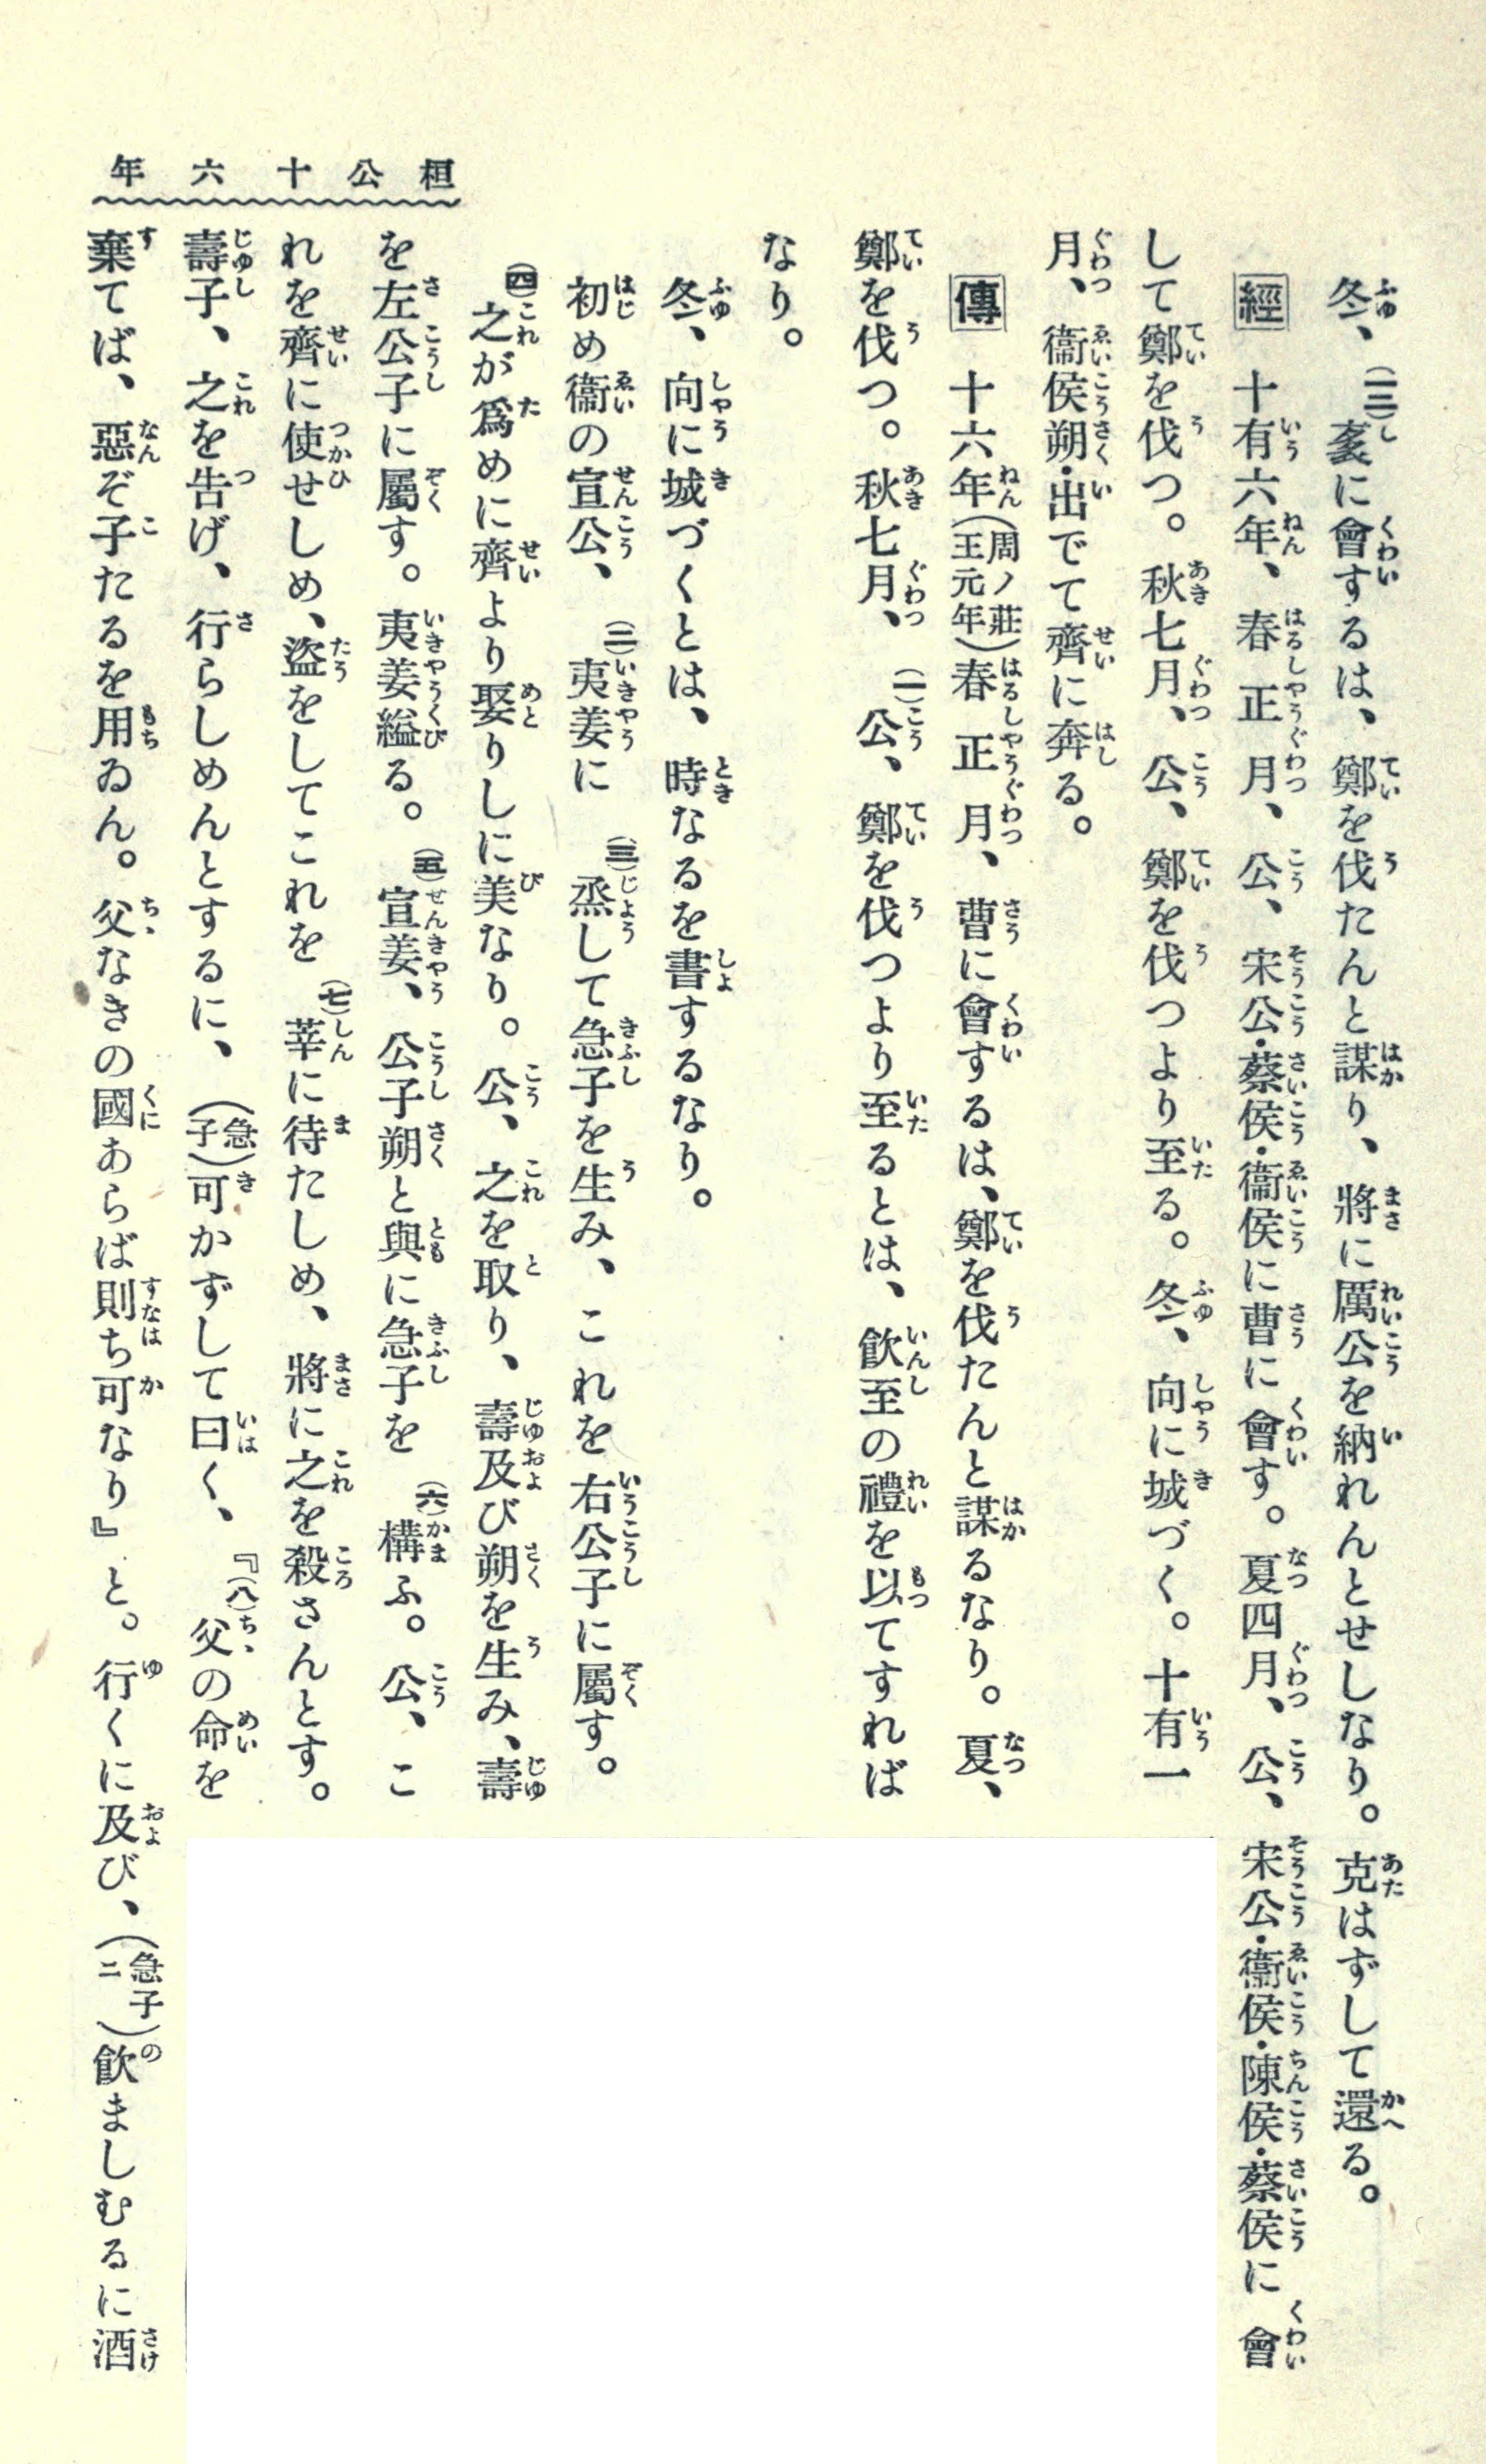 桓公十六年
冬、(一三)袲に會するは、鄭を伐たんと謀り、將に厲公を納れんとせしなり。克はずして還る。
經 十有六年、春正月、公、宋公・蔡侯・衞侯に曹に會す。夏四月、公、宋公・衞侯・陳侯・蔡侯に會
して鄭を伐つ。秋七月、公、鄭を伐つより至る。冬、向に城づく。十有一
月、衞侯朔・出でて齊に奔る。
傳 十六年(周ノ莊王元年)春正月、曹に會するは、鄭を伐たんと謀るなり。夏、
鄭を伐つ。秋七月、(一)公、鄭を伐つより至るとは、飮至の禮を以てすれば
なり。
冬、向に城づくとは、時なるを書するなり。
初め衞の宣公、(二)夷姜に(三)烝して急子を生み、これを右公子に屬す。
(四)之が爲めに齊より娶りしに美なり。公、之を取り、壽及び朔を生み、壽
を左公子に屬す。夷姜縊る。(五)宣姜、公子朔と與に急子を(六)構ふ。公、こ
れを齊に使せしめ、盜をしてこれを(七)莘に待たしめ、將に之を殺さんとす。
壽子、之を告げ、行らしめんとするに、(急子)可かずして曰く、『(八)父の命を
棄てば、惡ぞ子たるを用ゐん。父なきの國あらば則ち可なり』と。行くに及び、(急子ニ)飮ましむるに酒